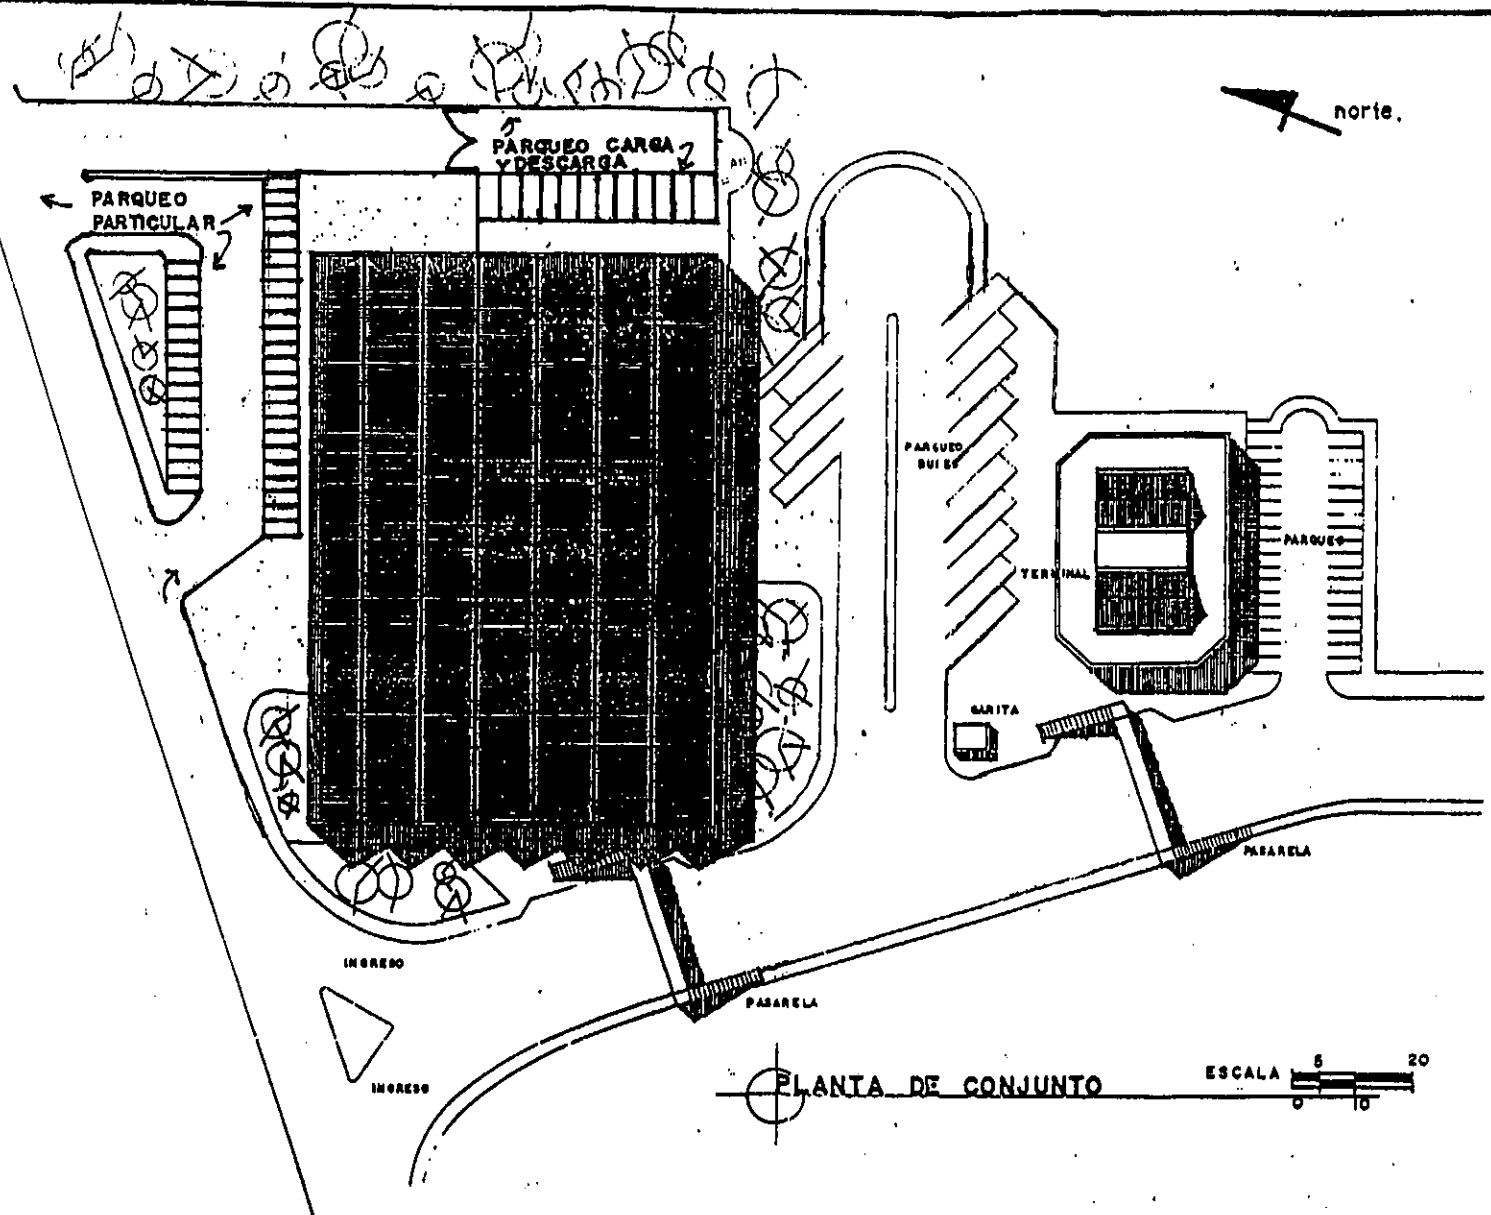 norte.
PARQUEO CARGA
Y DESCARGA
PARQUEO
PARTICULAR
PARQUEO
BUSES
PARQUEO
TERMINAL
GARITA
PASARELA
INGRESO
PASARELA
INGRESO
PLANTA DE CONJUNTO
ESCALA
5 20
0 10